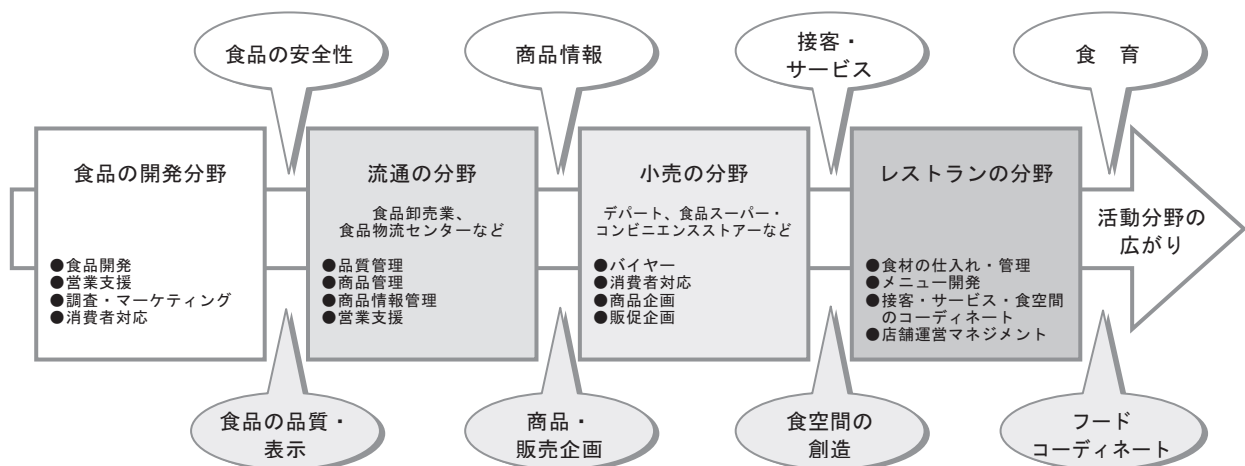 食品の安全性
商品情報
接客・
サービス
食　育
食品の開発分野
●食品開発
●営業支援
●調査・マーケティング
●消費者対応
流通の分野
食品卸売業、
食品物流センターなど
●品質管理
●商品管理
●商品情報管理
●営業支援
小売の分野
デパート、食品スーパー・
コンビニエンスストアーなど
●バイヤー
●消費者対応
●商品企画
●販促企画
レストランの分野
●食材の仕入れ・管理
●メニュー開発
●接客・サービス・食空間
のコーディネート
●店舗運営マネジメント
活動分野の
広がり
食品の品質・
表示
商品・
販売企画
食空間の
創造
フード
コーディネート